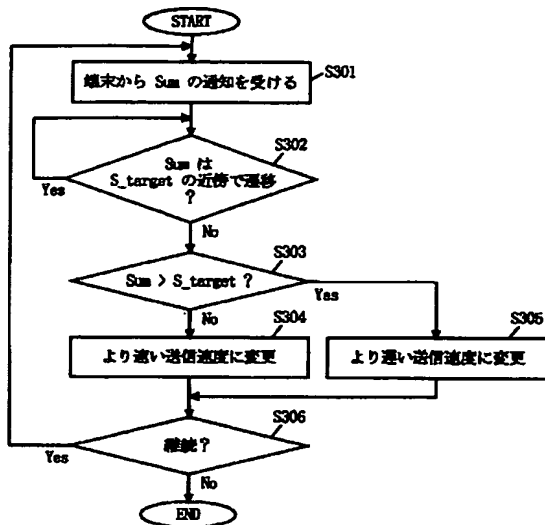 START
端末から Sum の通知を受ける
S301
S302
Sum は
S_target の近傍で遷移
?
Yes
No
S303
Sum > S_target ?
Yes
No
S304
S305
より速い送信速度に変更
より遅い送信速度に変更
S306
継続?
Yes
No
END